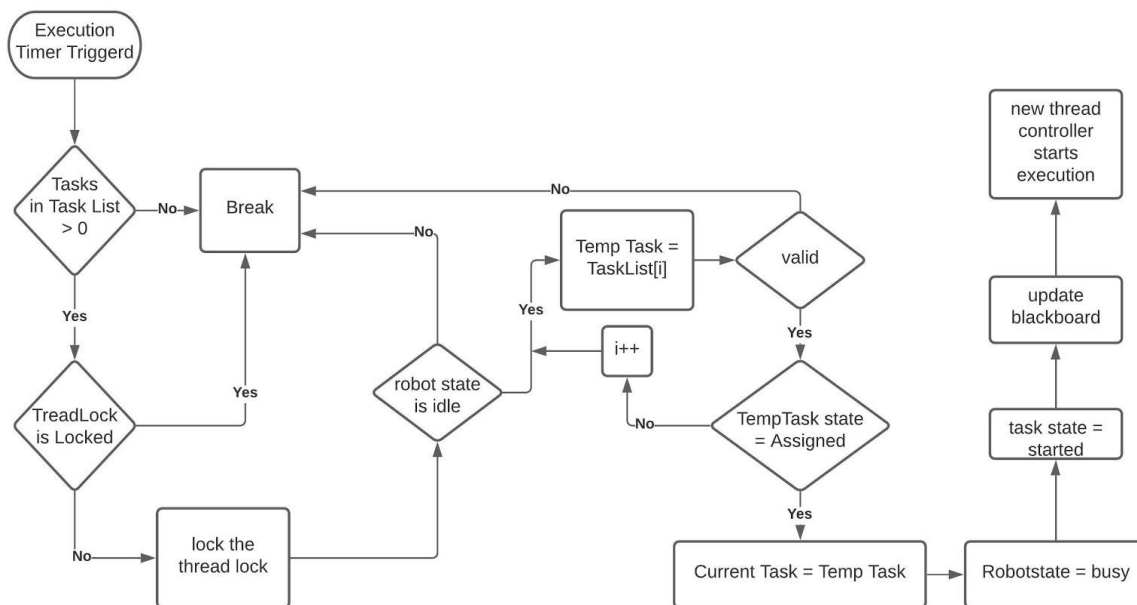 Execution
Timer Triggerd
Tasks
in Task List
> 0
No
Break
Yes
TreadLock
is Locked
Yes
No
lock the
thread lock
robot state
is idle
No
Yes
Temp Task =
TaskList[i]
valid
No
Yes
i++
No
TempTask state
= Assigned
Yes
Current Task = Temp Task
Robotstate = busy
task state =
started
update
blackboard
new thread
controller
starts
execution